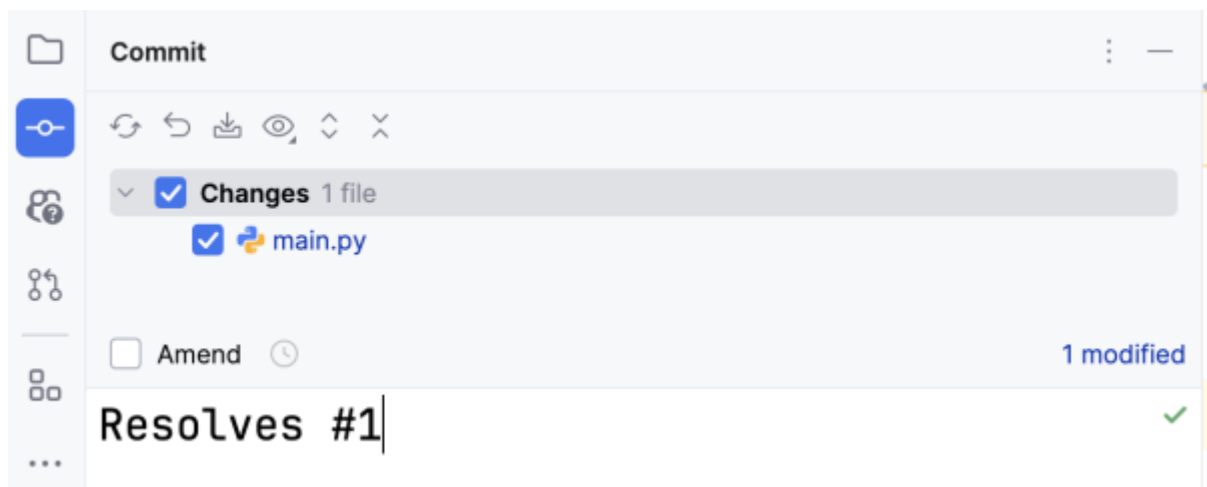 Commit
Changes 1 file
main.py
Amend 1 modified
Resolves #1